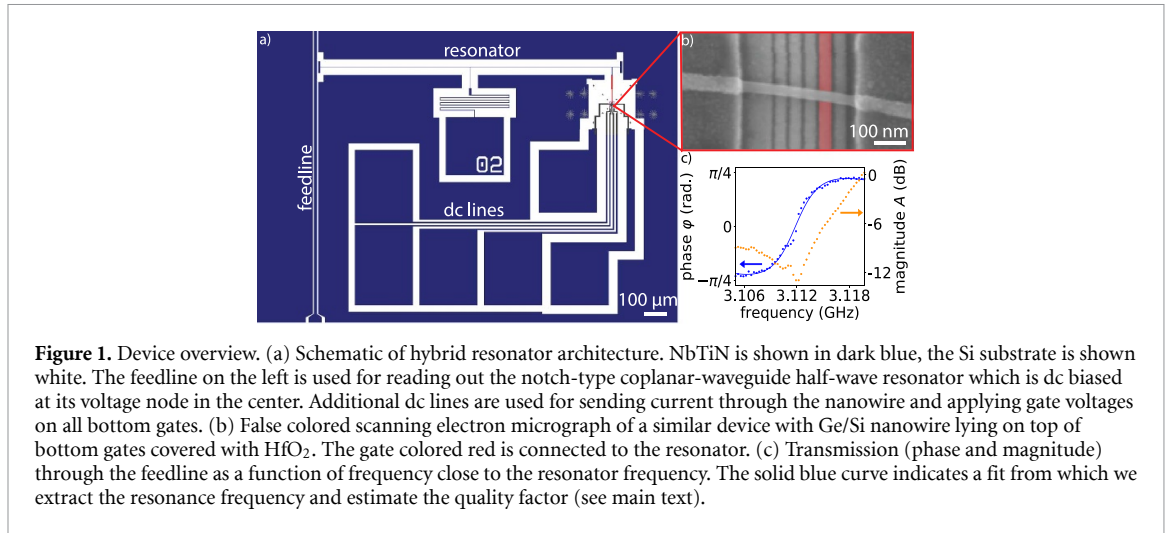 a)
resonator
feedline
02
dc lines
100 μm
b)
100 nm
c)
π/4
0
−π/4
phase φ (rad.)
0
-6
-12
magnitude A (dB)
3.106 3.112 3.118
frequency (GHz)
Figure 1. Device overview. (a) Schematic of hybrid resonator architecture. NbTiN is shown in dark blue, the Si substrate is shown
white. The feedline on the left is used for reading out the notch-type coplanar-waveguide half-wave resonator which is dc biased
at its voltage node in the center. Additional dc lines are used for sending current through the nanowire and applying gate voltages
on all bottom gates. (b) False colored scanning electron micrograph of a similar device with Ge/Si nanowire lying on top of
bottom gates covered with HfO₂. The gate colored red is connected to the resonator. (c) Transmission (phase and magnitude)
through the feedline as a function of frequency close to the resonator frequency. The solid blue curve indicates a fit from which we
extract the resonance frequency and estimate the quality factor (see main text).